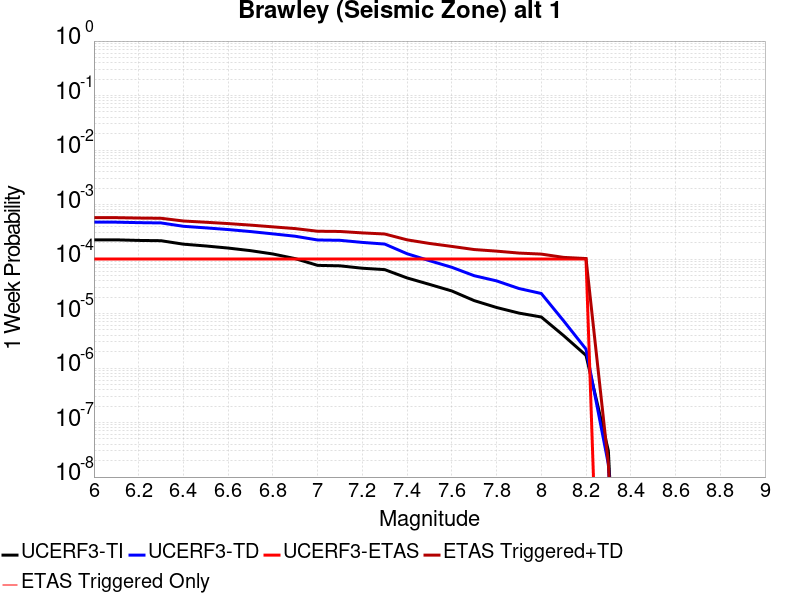 Brawley (Seismic Zone) alt 1
10 0
10 -1
10 -2
10 -3
10 -4
10 -5
10 -6
10 -7
10 -8
1 Week Probability
6 6.2 6.4 6.6 6.8 7 7.2 7.4 7.6 7.8 8 8.2 8.4 8.6 8.8 9
Magnitude
UCERF3-TI UCERF3-TD UCERF3-ETAS ETAS Triggered+TD
ETAS Triggered Only